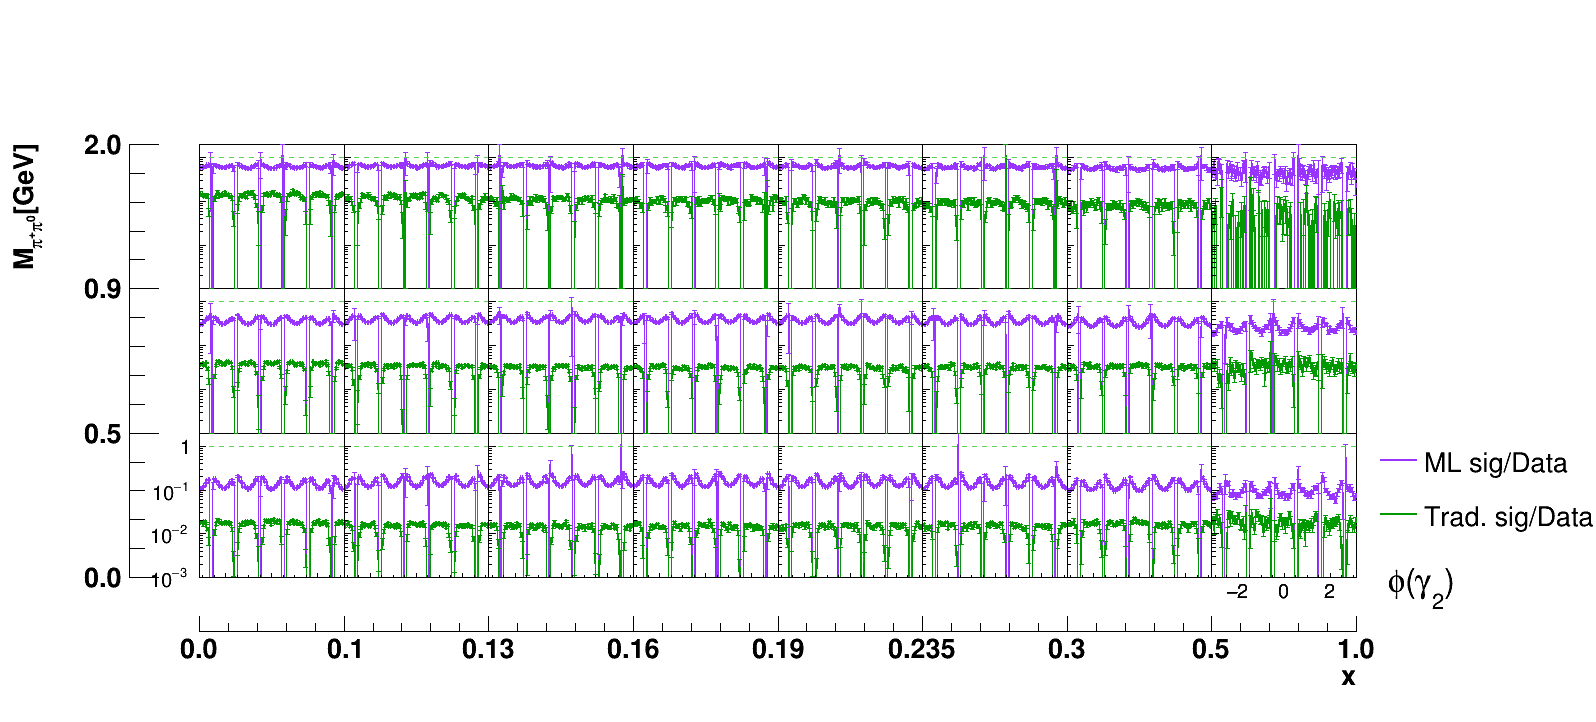 M π⁺π⁰ [GeV]
2.0
0.9
0.5
0.0
1
10⁻¹
10⁻²
10⁻³
−2 0 2
ϕ(γ₂)
ML sig/Data
Trad. sig/Data
0.0 0.1 0.13 0.16 0.19 0.235 0.3 0.5 1.0
x